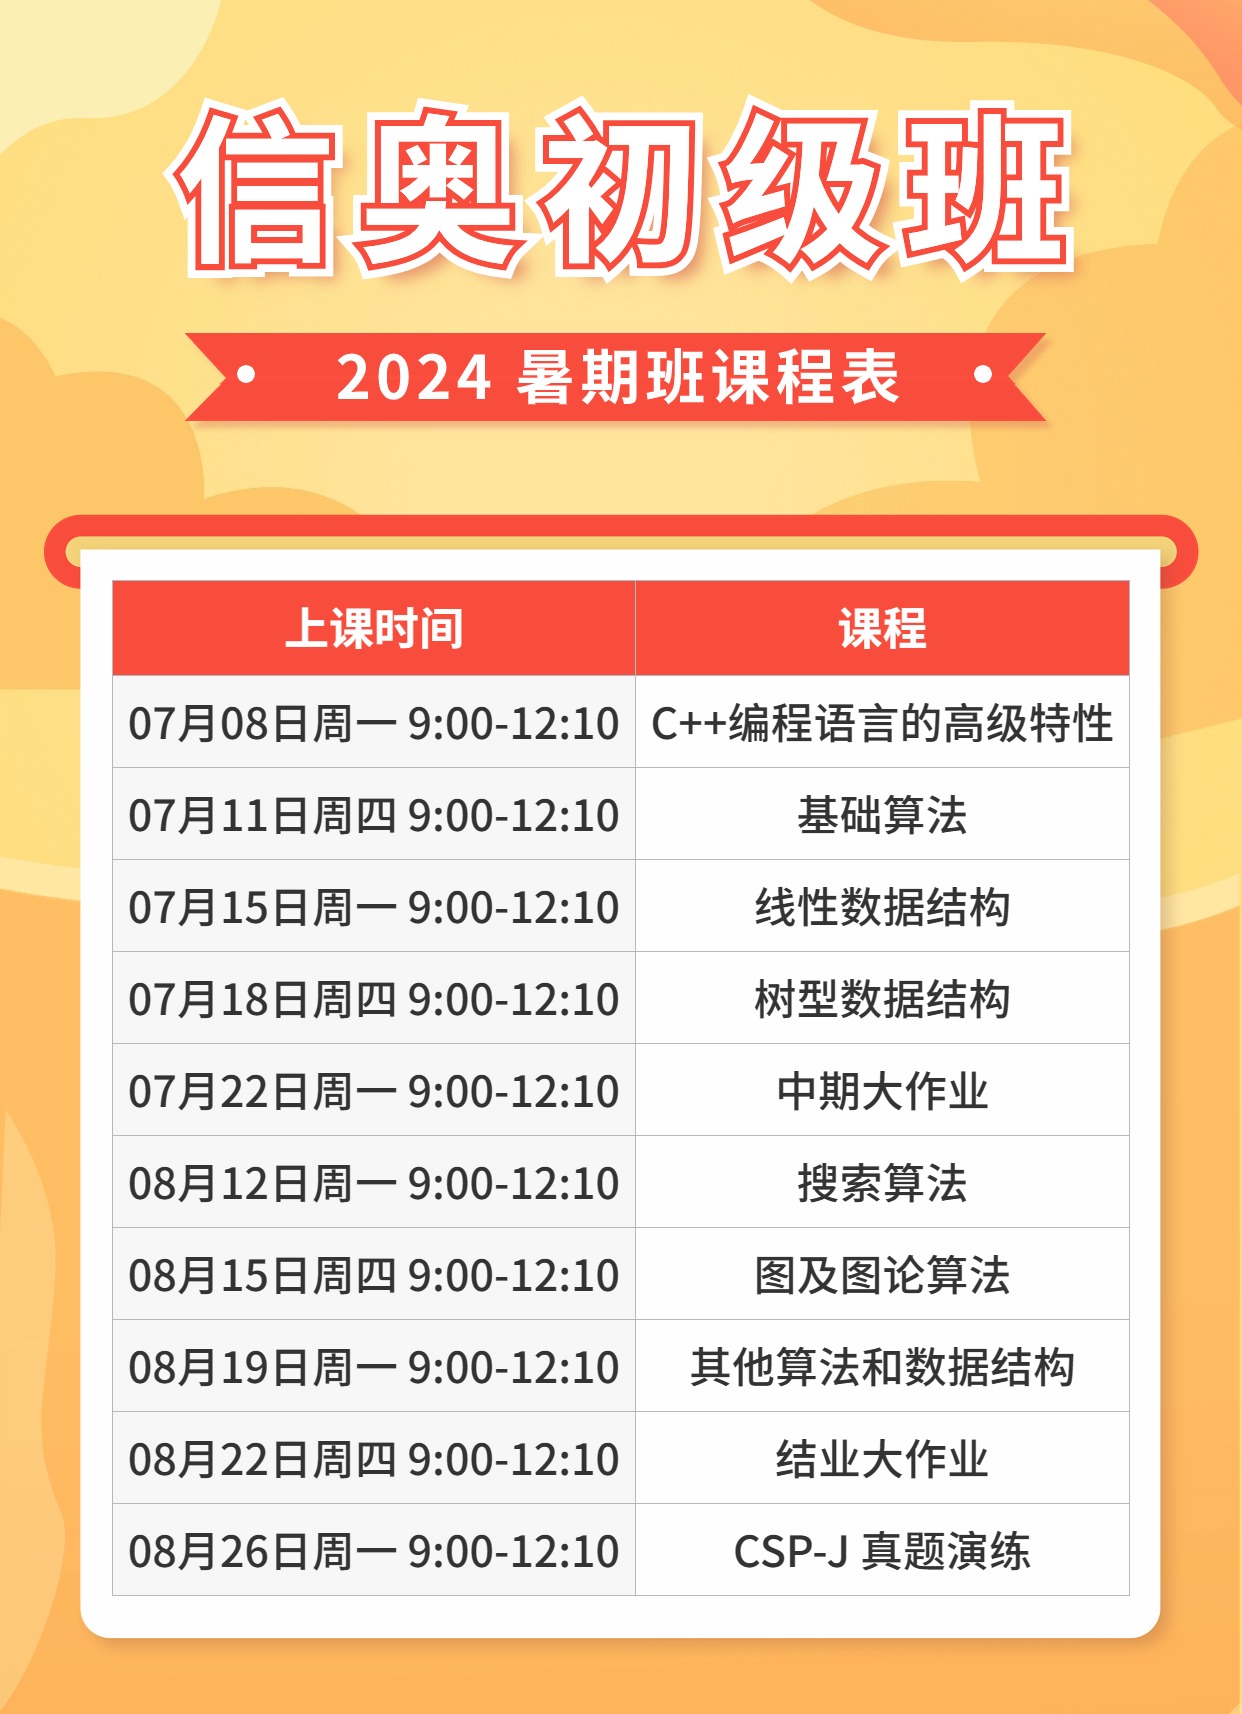 信奥初级班
2024 暑期班课程表
上课时间 课程
07月08日周一 9:00-12:10 C++编程语言的高级特性
07月11日周四 9:00-12:10 基础算法
07月15日周一 9:00-12:10 线性数据结构
07月18日周四 9:00-12:10 树型数据结构
07月22日周一 9:00-12:10 中期大作业
08月12日周一 9:00-12:10 搜索算法
08月15日周四 9:00-12:10 图及图论算法
08月19日周一 9:00-12:10 其他算法和数据结构
08月22日周四 9:00-12:10 结业大作业
08月26日周一 9:00-12:10 CSP-J 真题演练